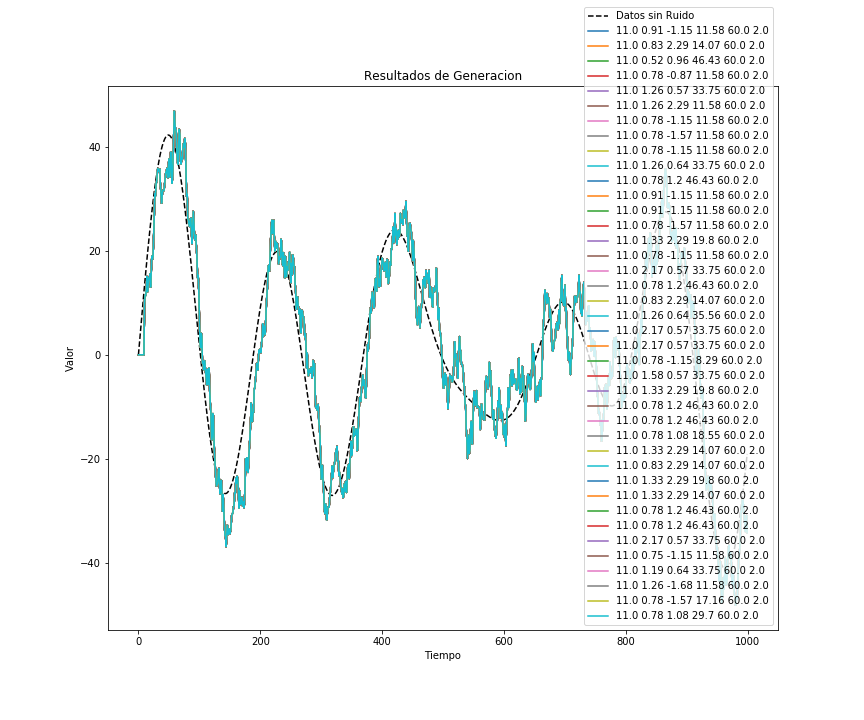 Resultados de Generacion
Datos sin Ruido
11.0 0.91 -1.15 11.58 60.0 2.0
11.0 0.83 2.29 14.07 60.0 2.0
11.0 0.52 0.96 46.43 60.0 2.0
11.0 0.78 -0.87 11.58 60.0 2.0
11.0 1.26 0.57 33.75 60.0 2.0
11.0 1.26 2.29 11.58 60.0 2.0
11.0 0.78 -1.15 11.58 60.0 2.0
11.0 0.78 -1.57 11.58 60.0 2.0
11.0 0.78 -1.15 11.58 60.0 2.0
11.0 1.26 0.64 33.75 60.0 2.0
11.0 0.78 1.2 46.43 60.0 2.0
11.0 0.91 -1.15 11.58 60.0 2.0
11.0 0.91 -1.15 11.58 60.0 2.0
11.0 0.78 -1.57 11.58 60.0 2.0
11.0 1.33 2.29 19.8 60.0 2.0
11.0 0.78 -1.15 11.58 60.0 2.0
11.0 2.17 0.57 33.75 60.0 2.0
11.0 0.78 1.2 46.43 60.0 2.0
11.0 0.83 2.29 14.07 60.0 2.0
11.0 1.26 0.64 35.56 60.0 2.0
11.0 2.17 0.57 33.75 60.0 2.0
11.0 2.17 0.57 33.75 60.0 2.0
11.0 0.78 -1.15 8.29 60.0 2.0
11.0 1.58 0.57 33.75 60.0 2.0
11.0 1.33 2.29 19.8 60.0 2.0
11.0 0.78 1.2 46.43 60.0 2.0
11.0 0.78 1.2 46.43 60.0 2.0
11.0 0.78 1.08 18.55 60.0 2.0
11.0 1.33 2.29 14.07 60.0 2.0
11.0 0.83 2.29 14.07 60.0 2.0
11.0 1.33 2.29 19.8 60.0 2.0
11.0 1.33 2.29 14.07 60.0 2.0
11.0 0.78 1.2 46.43 60.0 2.0
11.0 0.78 1.2 46.43 60.0 2.0
11.0 2.17 0.57 33.75 60.0 2.0
11.0 0.75 -1.15 11.58 60.0 2.0
11.0 1.19 0.64 33.75 60.0 2.0
11.0 1.26 -1.68 11.58 60.0 2.0
11.0 0.78 -1.57 17.16 60.0 2.0
11.0 0.78 1.08 29.7 60.0 2.0
Valor
40
20
0
−20
−40
0
200
400
600
800
1000
Tiempo